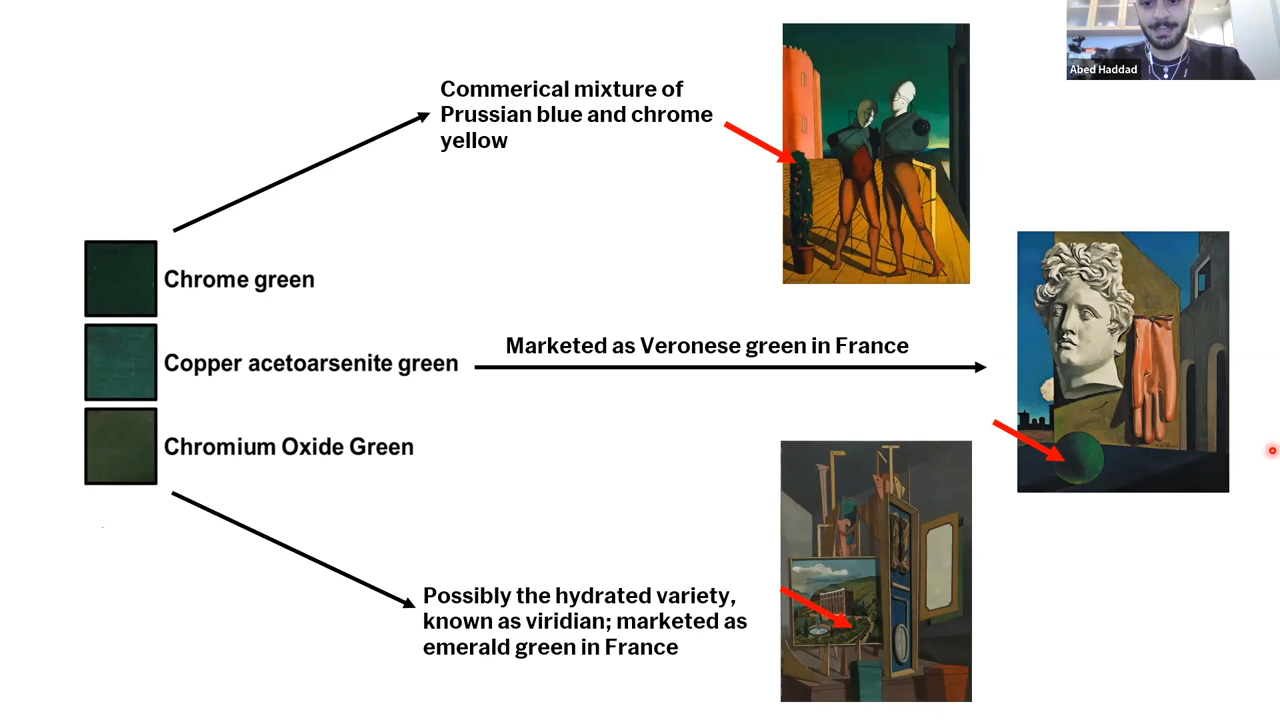 Abed Haddad
Commerical mixture of
Prussian blue and chrome
yellow
Chrome green
Marketed as Veronese green in France
Copper acetoarsenite green
Chromium Oxide Green
Possibly the hydrated variety,
known as viridian; marketed as
emerald green in France